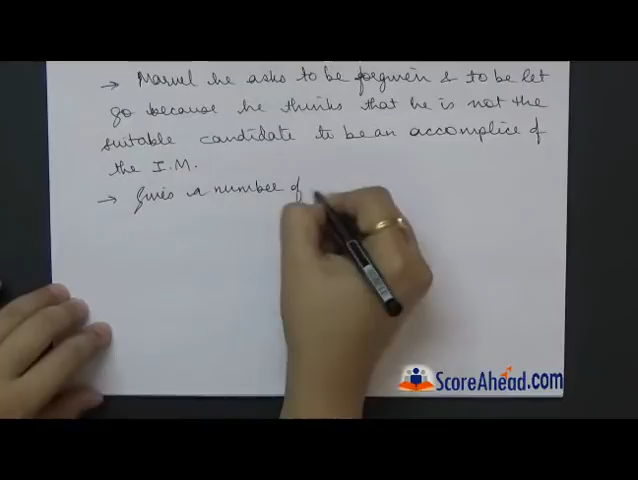 → Marvel he asks to be forgiven & to be let
go because he thinks that he is not the
suitable candidate to be an accomplice of
the I.M.
→ Gives a number of
ScoreAhead.com